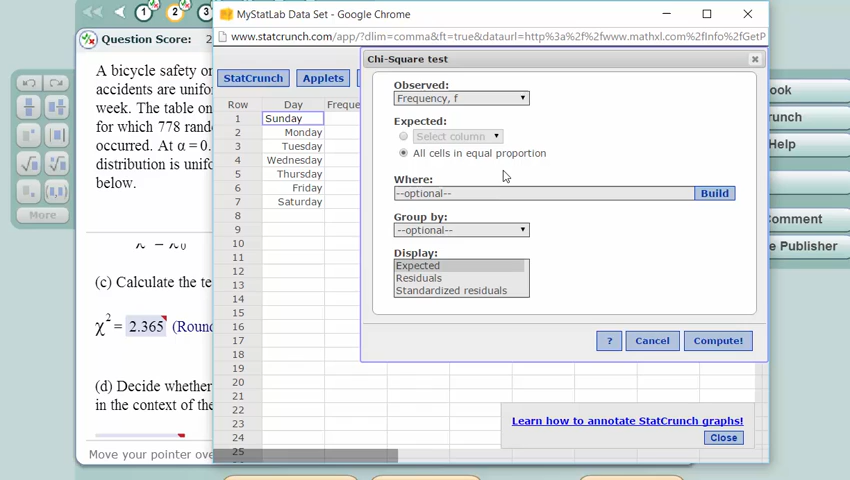 MyStatLab Data Set - Google Chrome
1
2
3
www.statcrunch.com/app/?dlim=comma&ft=true&dataurl=http%3a%2f%2fwww.mathxl.com%2fInfo%2fGetP
Question Score: 2
Chi-Square test
A bicycle safety or
accidents are unifor
week. The table on
for which 778 rand
occurred. At α = 0.
distribution is unifo
below.
StatCrunch
Applets
Row Day Freque
1 Sunday
2 Monday
3 Tuesday
4 Wednesday
5 Thursday
6 Friday
7 Saturday
8
9
10
11
12
13
14
15
16
17
18
19
20
21
22
23
24
25
Observed:
Frequency, f
Expected:
Select column
All cells in equal proportion
Where:
--optional--
Build
Group by:
--optional--
Display:
Expected
Residuals
Standardized residuals
?
Cancel
Compute!
ook
runch
Help
omment
e Publisher
More
(c) Calculate the te
χ² = 2.365 (Round
(d) Decide whether
in the context of the
Move your pointer ove
Learn how to annotate StatCrunch graphs!
Close